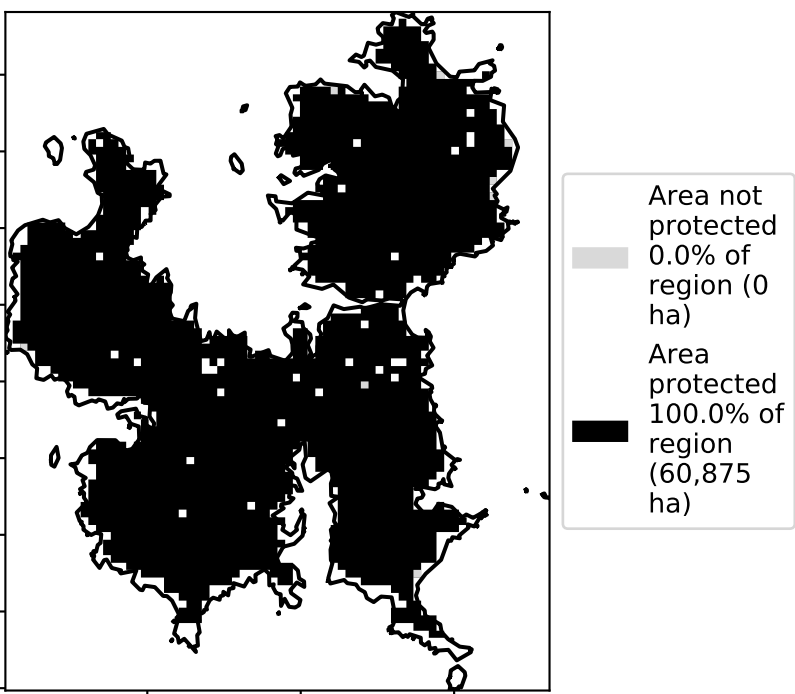 Area not
protected
0.0% of
region (0
ha)
Area
protected
100.0% of
region
(60,875
ha)